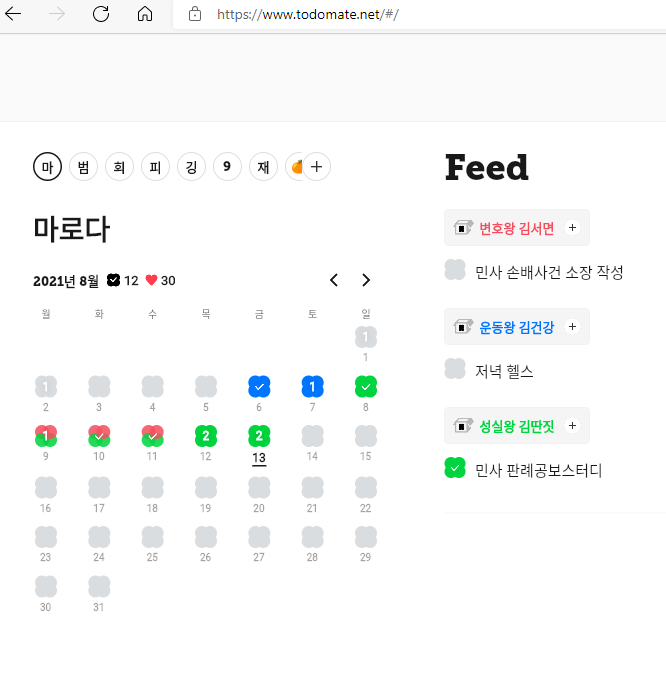 https://www.todomate.net/#/
마 범 희 피 깅 9 재 +
마로다
2021년 8월 12 30
월 화 수 목 금 토 일
1
1
1 1
2 3 4 5 6 7 8
1 2 2
9 10 11 12 13 14 15
16 17 18 19 20 21 22
23 24 25 26 27 28 29
30 31
Feed
변호왕 김서면 +
민사 손배사건 소장 작성
운동왕 김건강 +
저녁 헬스
성실왕 김딴짓 +
민사 판례공보스터디